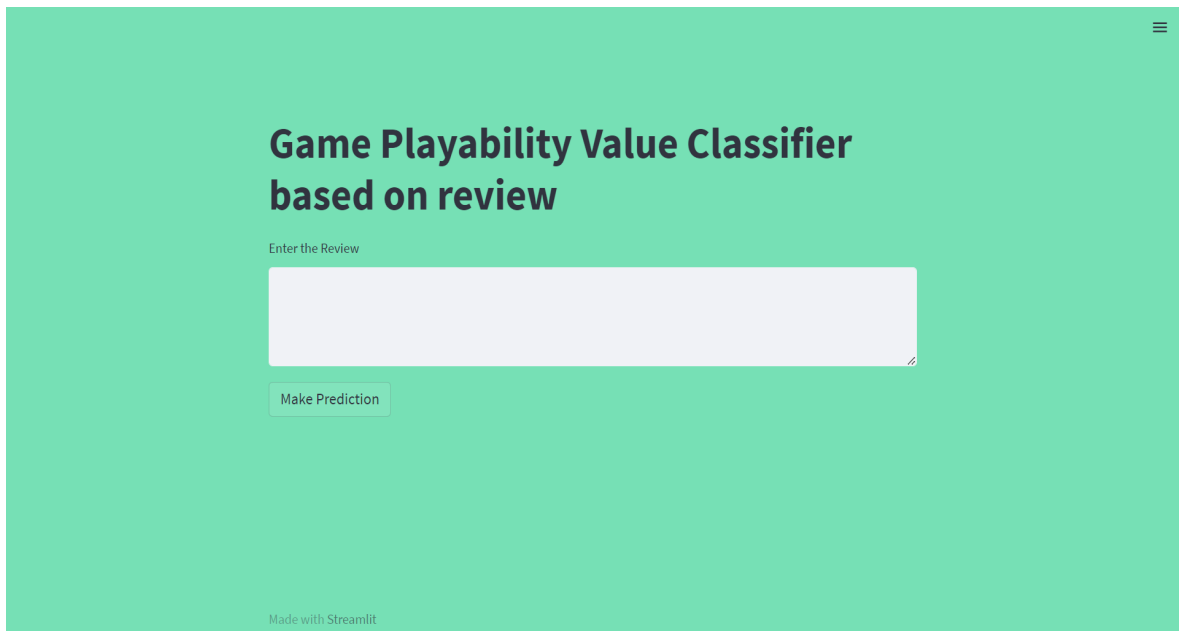 Game Playability Value Classifier
based on review
Enter the Review
Make Prediction
Made with Streamlit